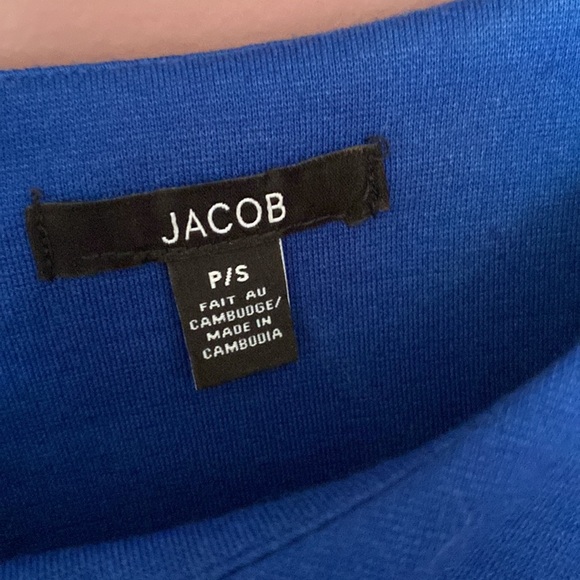 JACOB
P/S
FAIT AU
CAMBODGE/
MADE IN
CAMBODIA